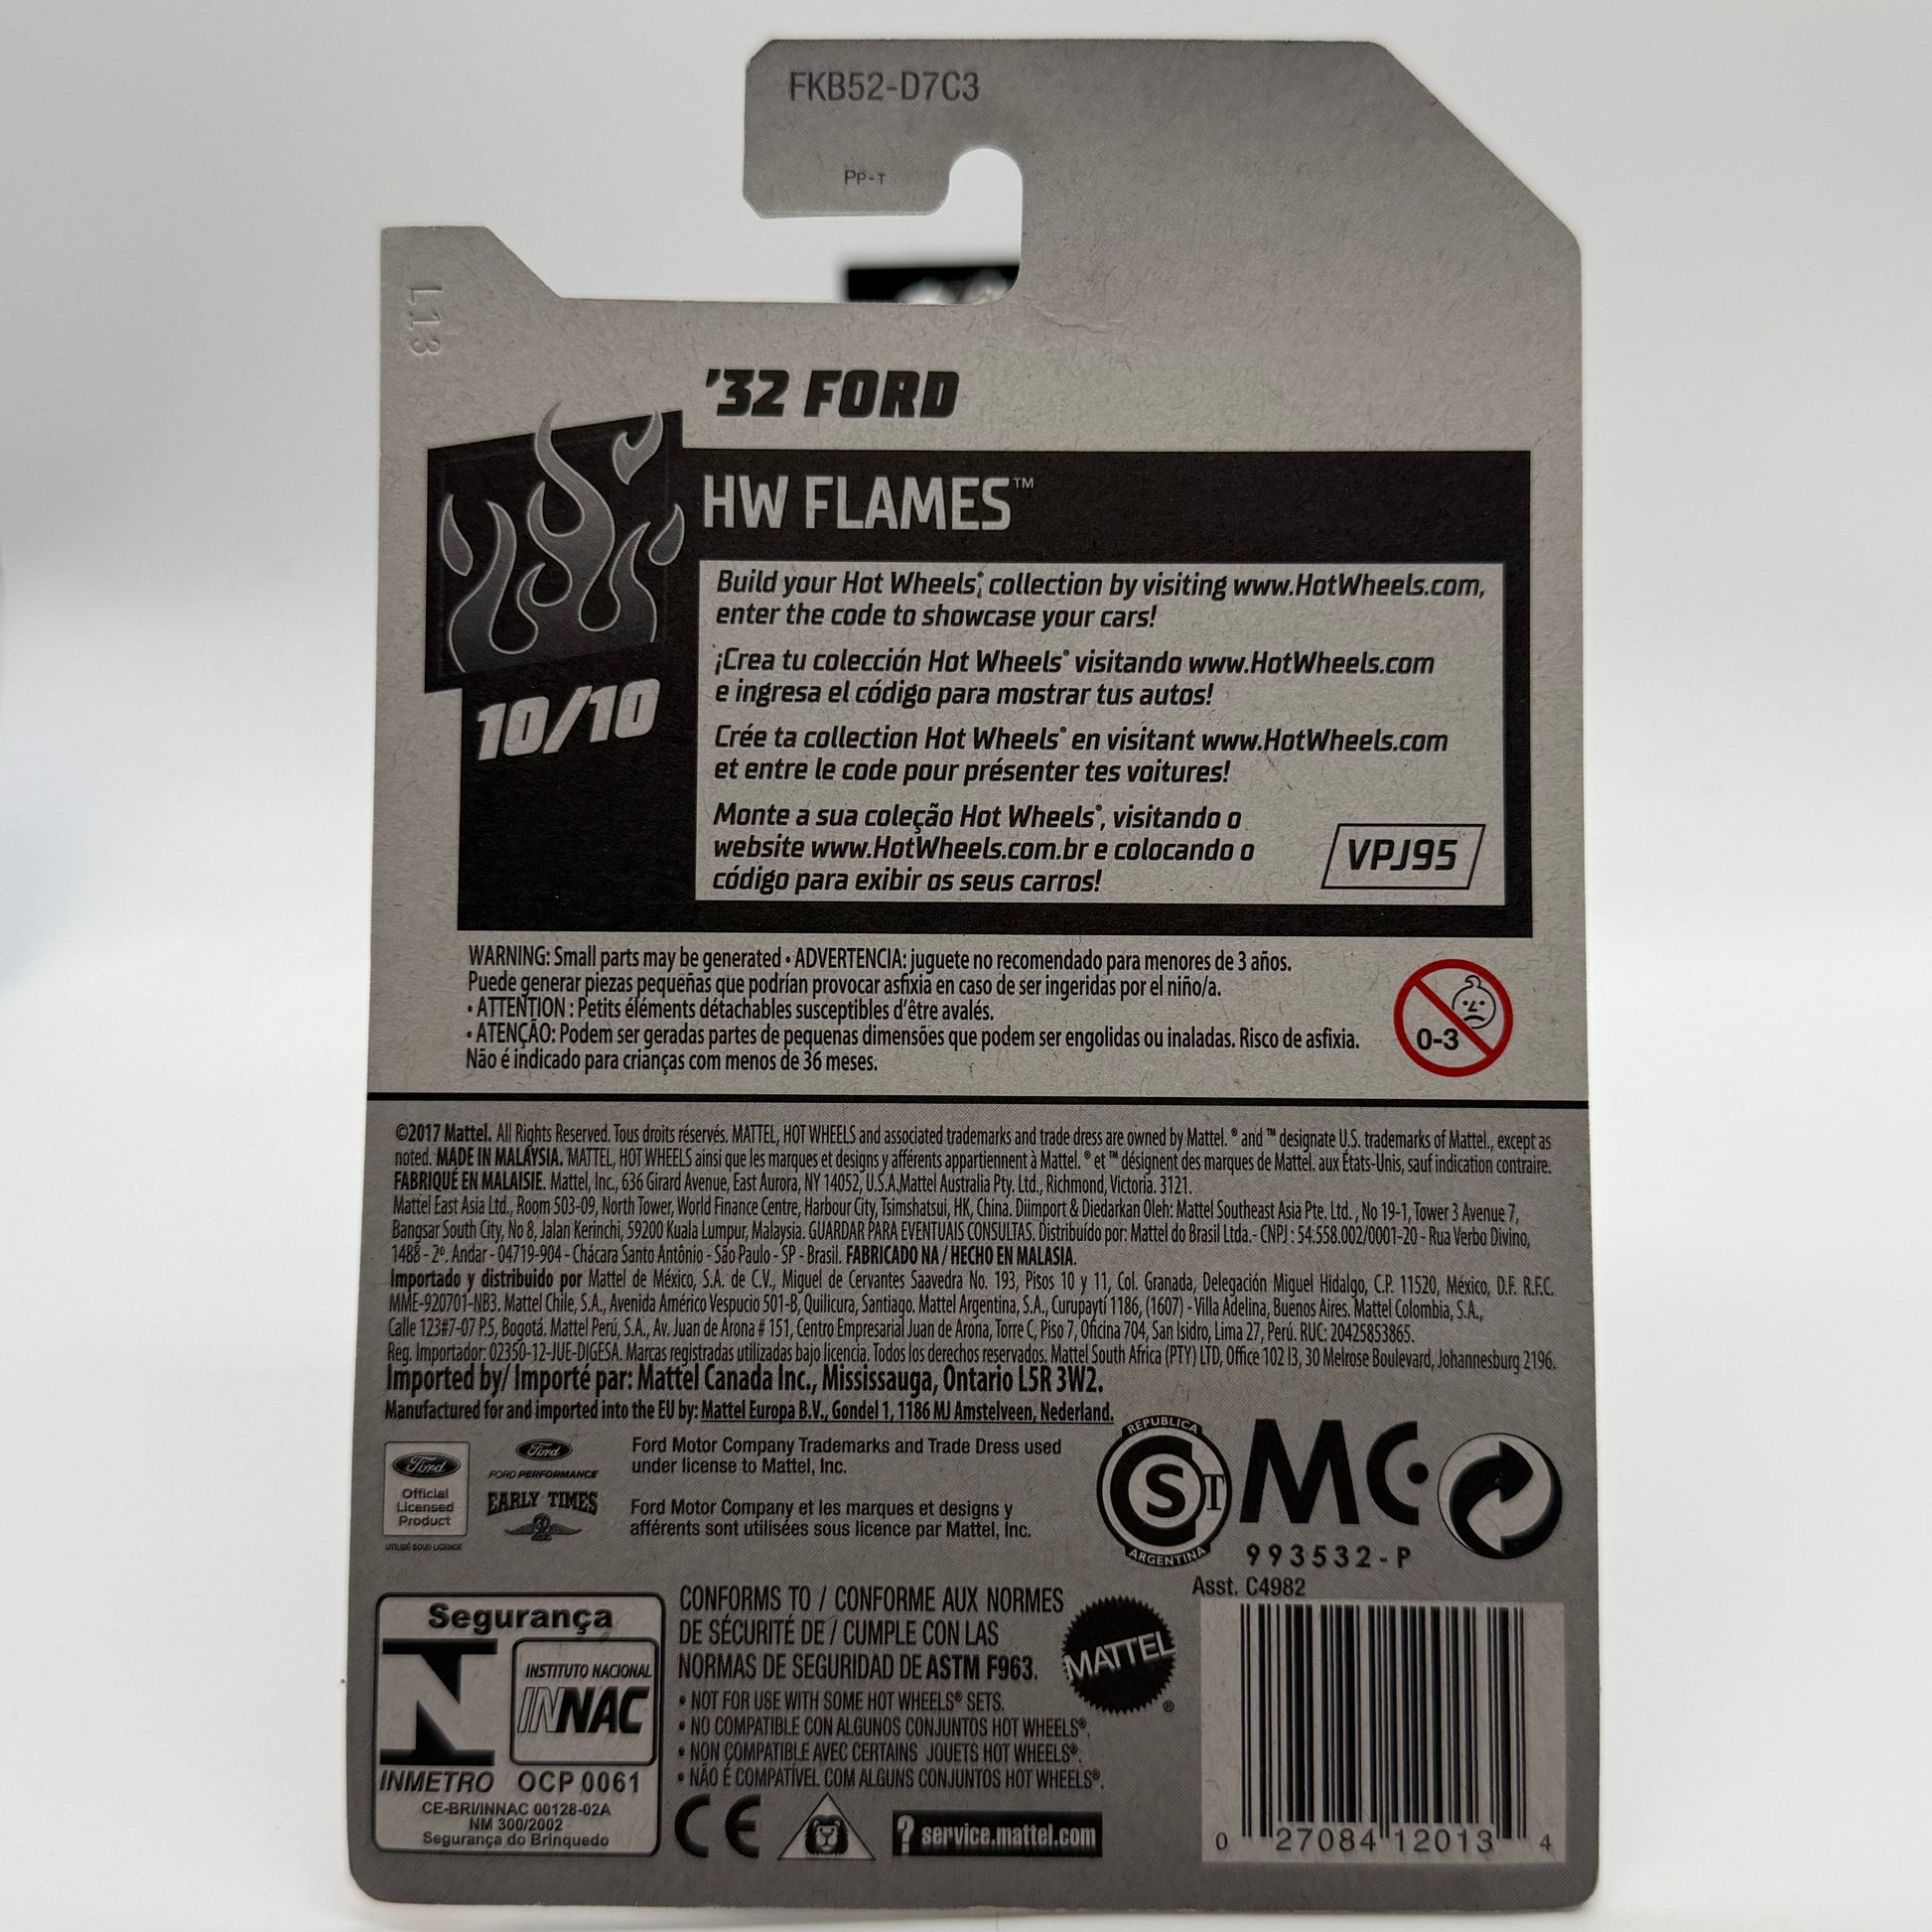 FKB52-D7C3
PP-T
L13
'32 FORD
HW FLAMES™
10/10
Build your Hot Wheels® collection by visiting www.HotWheels.com,
enter the code to showcase your cars!
¡Crea tu colección Hot Wheels® visitando www.HotWheels.com
e ingresa el código para mostrar tus autos!
Crée ta collection Hot Wheels® en visitant www.HotWheels.com
et entre le code pour présenter tes voitures!
Monte a sua coleção Hot Wheels®, visitando o
website www.HotWheels.com.br e colocando o
código para exibir os seus carros!
VPJ95
WARNING: Small parts may be generated • ADVERTENCIA: juguete no recomendado para menores de 3 años.
Puede generar piezas pequeñas que podrían provocar asfixia en caso de ser ingeridas por el niño/a.
• ATTENTION : Petits éléments détachables susceptibles d'être avalés.
• ATENÇÃO: Podem ser geradas partes de pequenas dimensões que podem ser engolidas ou inaladas. Risco de asfixia.
Não é indicado para crianças com menos de 36 meses.
0-3
©2017 Mattel. All Rights Reserved. Tous droits réservés. MATTEL, HOT WHEELS and associated trademarks and trade dress are owned by Mattel. ® and ™ designate U.S. trademarks of Mattel., except as
noted. MADE IN MALAYSIA. MATTEL, HOT WHEELS ainsi que les marques et designs y afférents appartiennent à Mattel. ® et ™ désignent des marques de Mattel. aux États-Unis, sauf indication contraire.
FABRIQUÉ EN MALAISIE. Mattel, Inc., 636 Girard Avenue, East Aurora, NY 14052, U.S.A.Mattel Australia Pty. Ltd., Richmond, Victoria. 3121.
Mattel East Asia Ltd., Room 503-09, North Tower, World Finance Centre, Harbour City, Tsimshatsui, HK, China. Diimport & Diedarkan Oleh: Mattel Southeast Asia Pte. Ltd. , No 19-1, Tower 3 Avenue 7,
Bangsar South City, No 8, Jalan Kerinchi, 59200 Kuala Lumpur, Malaysia. GUARDAR PARA EVENTUAIS CONSULTAS. Distribuído por: Mattel do Brasil Ltda.- CNPJ : 54.558.002/0001-20 - Rua Verbo Divino,
1488 - 2º. Andar - 04719-904 - Chácara Santo Antônio - São Paulo - SP - Brasil. FABRICADO NA / HECHO EN MALASIA.
Importado y distribuido por Mattel de México, S.A. de C.V., Miguel de Cervantes Saavedra No. 193, Pisos 10 y 11, Col. Granada, Delegación Miguel Hidalgo, C.P. 11520, México, D.F. R.F.C.
MME-920701-NB3. Mattel Chile, S.A., Avenida Américo Vespucio 501-B, Quilicura, Santiago. Mattel Argentina, S.A., Curupaytí 1186, (1607) - Villa Adelina, Buenos Aires. Mattel Colombia, S.A.,
Calle 123#7-07 P.5, Bogotá. Mattel Perú, S.A., Av. Juan de Arona # 151, Centro Empresarial Juan de Arona, Torre C, Piso 7, Oficina 704, San Isidro, Lima 27, Perú. RUC: 20425853865.
Reg. Importador: 02350-12-JUE-DIGESA. Marcas registradas utilizadas bajo licencia. Todos los derechos reservados. Mattel South Africa (PTY) LTD, Office 102 I3, 30 Melrose Boulevard, Johannesburg 2196.
Imported by/ Importé par: Mattel Canada Inc., Mississauga, Ontario L5R 3W2.
Manufactured for and imported into the EU by: Mattel Europa B.V., Gondel 1, 1186 MJ Amstelveen, Nederland.
Ford
Official
Licensed
Product
UTILISÉ SOUS LICENCE
Ford
FORD PERFORMANCE
EARLY TIMES
Ford Motor Company Trademarks and Trade Dress used
under license to Mattel, Inc.
Ford Motor Company et les marques et designs y
afférents sont utilisées sous licence par Mattel, Inc.
REPUBLICA
S T
ARGENTINA
MC
993532-P
Asst. C4982
Segurança
INSTITUTO NACIONAL
INNAC
INMETRO OCP 0061
CE-BRI/INNAC 00128-02A
NM 300/2002
Segurança do Brinquedo
CONFORMS TO / CONFORME AUX NORMES
DE SÉCURITÉ DE / CUMPLE CON LAS
NORMAS DE SEGURIDAD DE ASTM F963.
• NOT FOR USE WITH SOME HOT WHEELS® SETS.
• NO COMPATIBLE CON ALGUNOS CONJUNTOS HOT WHEELS®.
• NON COMPATIBLE AVEC CERTAINS JOUETS HOT WHEELS®.
• NÃO É COMPATÍVEL COM ALGUNS CONJUNTOS HOT WHEELS®.
MATTEL®
CE
? service.mattel.com
0 27084 12013 4